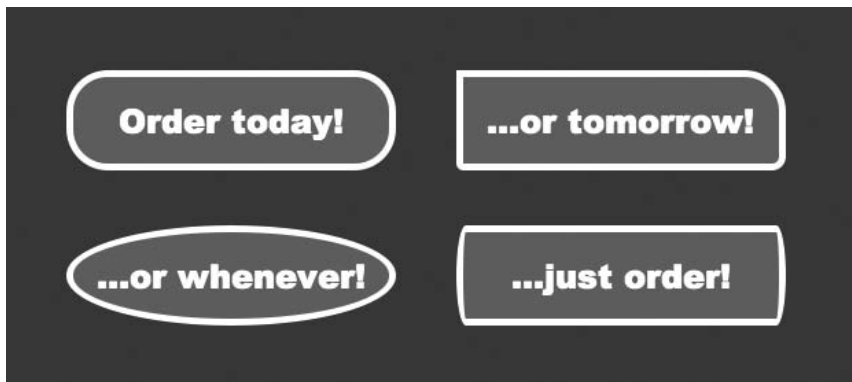 Order today!
...or tomorrow!
...or whenever!
...just order!